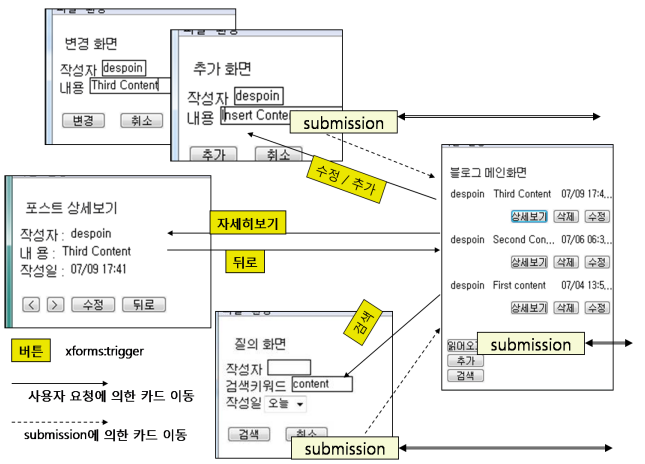 변경 화면
작성자 despoin
내용 Third Content
변경 취소
추가 화면
작성자 despoin
내용 Insert Conte
추가 취소
submission
수정 / 추가
블로그 메인화면
despoin Third Content 07/09 17:4...
상세보기 삭제 수정
despoin Second Con... 07/06 06:3...
상세보기 삭제 수정
despoin First content 07/04 13:5...
상세보기 삭제 수정
읽어오
submission
추가
검색
포스트 상세보기
작성자 : despoin
내 용 : Third Content
작성일 : 07/09 17:41
< > 수정 뒤로
자세히보기
뒤로
검색
질의 화면
작성자
검색키워드 content
작성일 오늘
검색 취소
submission
버튼 xforms:trigger
사용자 요청에 의한 카드 이동
submission에 의한 카드 이동